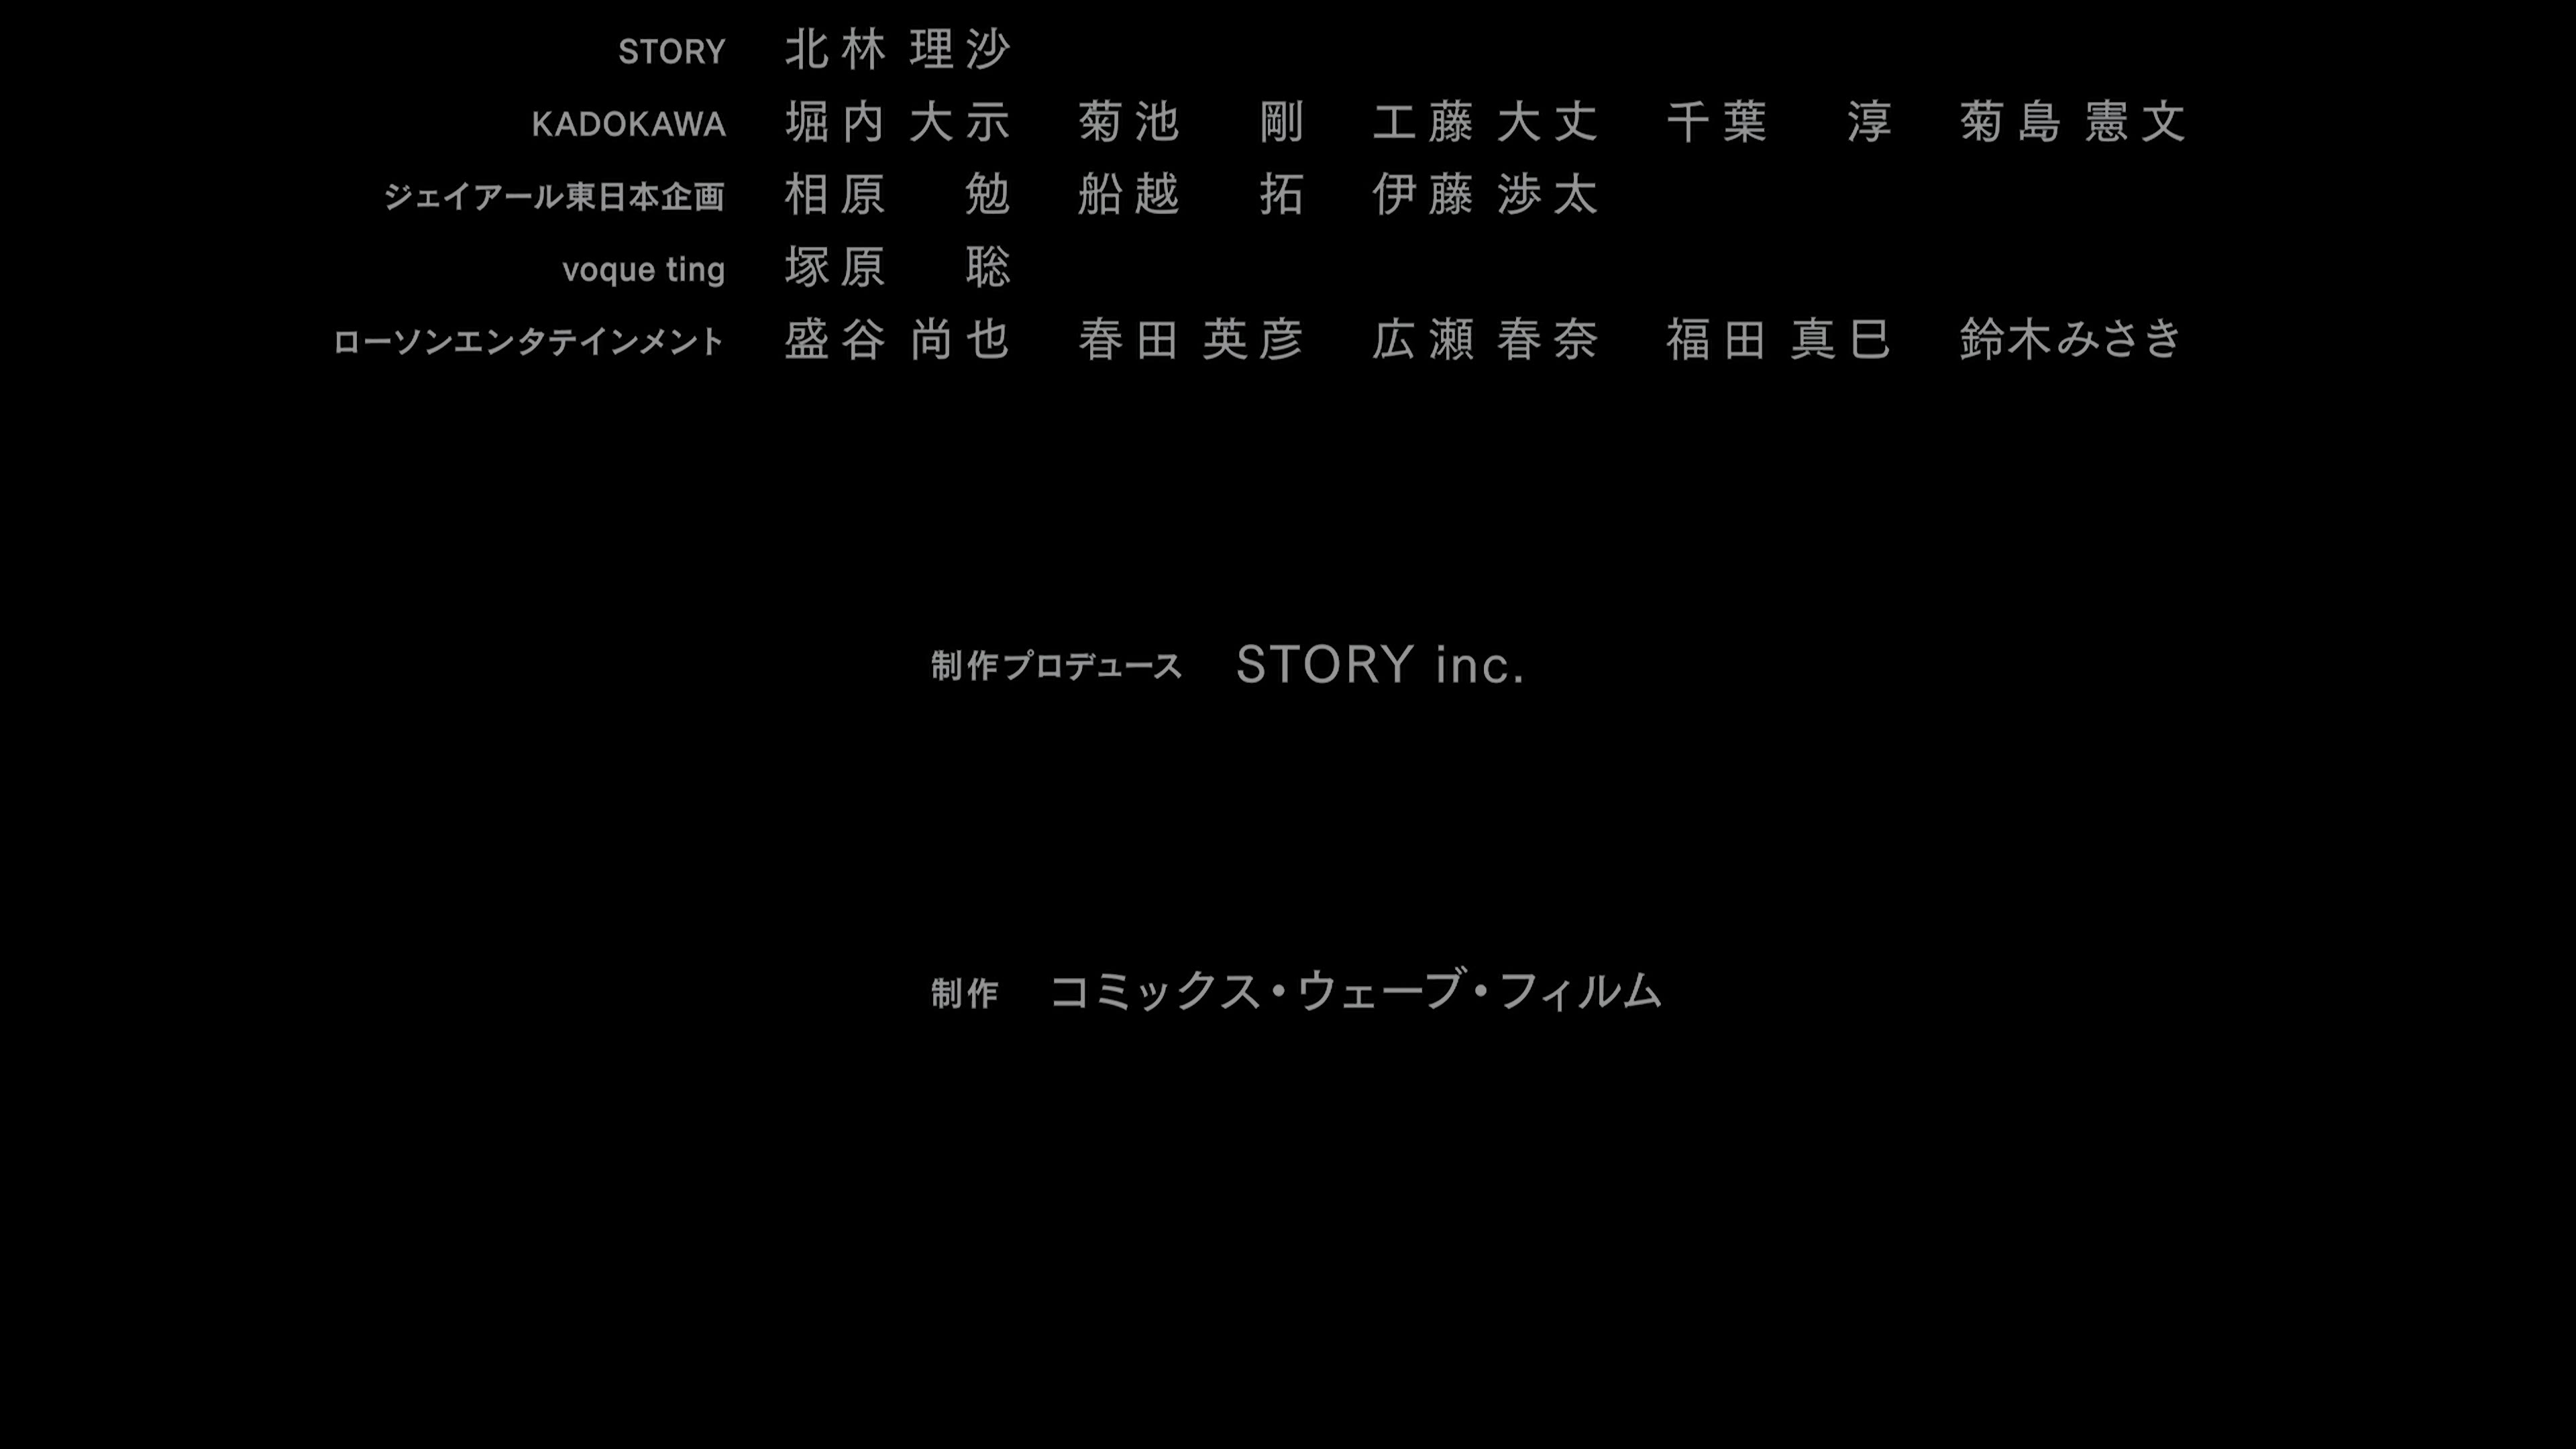 STORY 北林 理沙
KADOKAWA 堀内 大示 菊池 剛 工藤 大丈 千葉 淳 菊島 憲文
ジェイアール東日本企画 相原 勉 船越 拓 伊藤 渉太
voque ting 塚原 聡
ローソンエンタテインメント 盛谷 尚也 春田 英彦 広瀬 春奈 福田 真巳 鈴木みさき
制作プロデュース STORY inc.
制作 コミックス・ウェーブ・フィルム